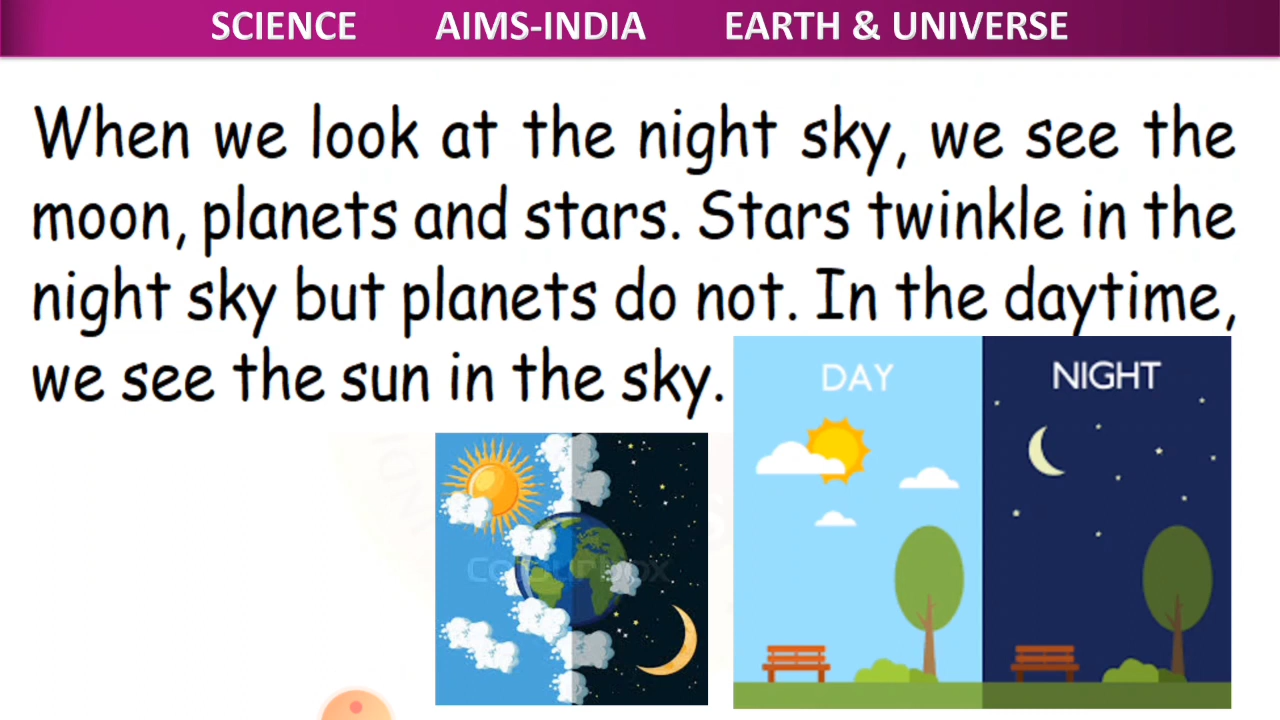 SCIENCE AIMS-INDIA EARTH & UNIVERSE
When we look at the night sky, we see the
moon, planets and stars. Stars twinkle in the
night sky but planets do not. In the daytime,
we see the sun in the sky.
DAY NIGHT
colourbox